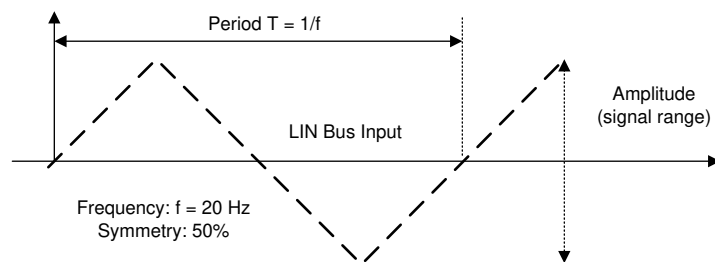 Period T = 1/f
LIN Bus Input
Amplitude
(signal range)
Frequency: f = 20 Hz
Symmetry: 50%